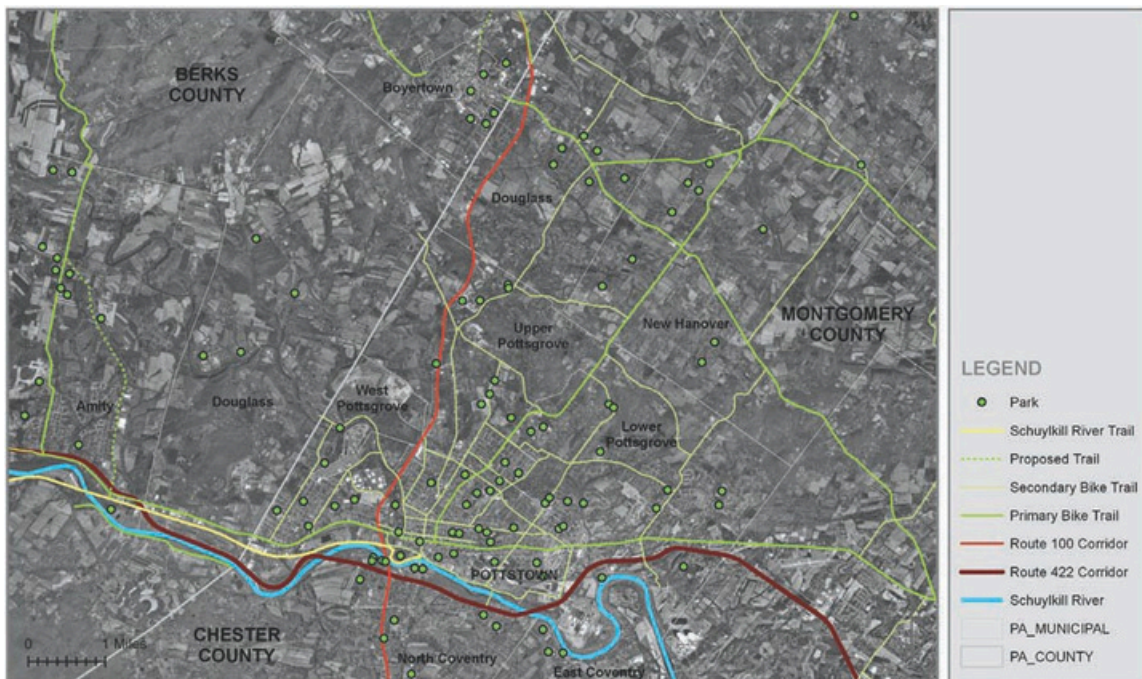 BERKS
COUNTY
Boyertown
Douglass
MONTGOMERY
COUNTY
Upper
Pottsgrove
New Hanover
West
Pottsgrove
Amity
Douglass
Lower
Pottsgrove
POTTSTOWN
CHESTER
COUNTY
North Coventry
East Coventry
0 1 Miles
LEGEND
Park
Schuylkill River Trail
Proposed Trail
Secondary Bike Trail
Primary Bike Trail
Route 100 Corridor
Route 422 Corridor
Schuylkill River
PA_MUNICIPAL
PA_COUNTY